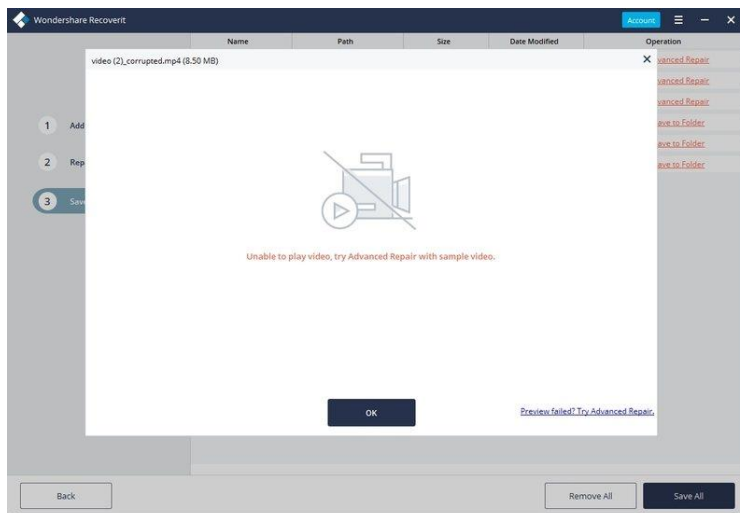 Wondershare Recoverit
Account
Name Path Size Date Modified Operation
video (2)_corrupted.mp4 (8.50 MB)
vanced Repair
vanced Repair
vanced Repair
1 Add
ave to Folder
ave to Folder
2 Rep
ave to Folder
3 Save
Unable to play video, try Advanced Repair with sample video.
OK
Preview failed? Try Advanced Repair.
Back
Remove All
Save All